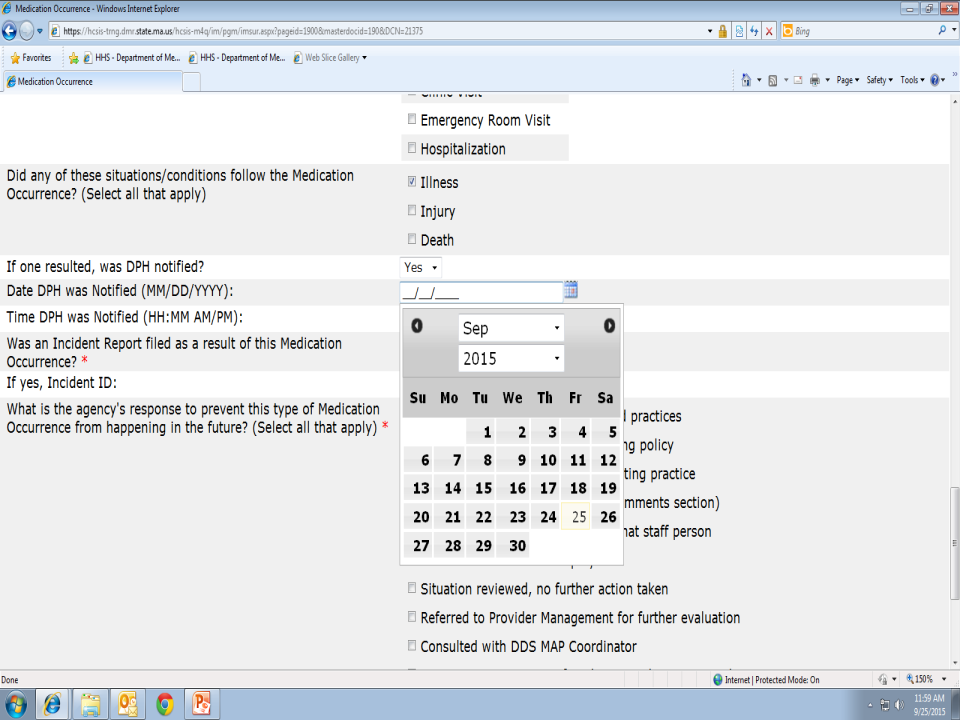 Medication Occurrence - Windows Internet Explorer
https://hcsis-trng.dmr.state.ma.us/hcsis-m4q/im/pgm/imsur.aspx?pageid=1900&masterdocid=190&DCN=21375
Bing
Favorites
HHS - Department of Me...
HHS - Department of Me...
Web Slice Gallery
Medication Occurrence
Page
Safety
Tools
Clinic Visit
Emergency Room Visit
Hospitalization
Did any of these situations/conditions follow the Medication
Occurrence? (Select all that apply)
Illness
Injury
Death
If one resulted, was DPH notified?
Yes
Date DPH was Notified (MM/DD/YYYY):
__/__/____
Time DPH was Notified (HH:MM AM/PM):
Was an Incident Report filed as a result of this Medication
Occurrence? *
If yes, Incident ID:
What is the agency's response to prevent this type of Medication
Occurrence from happening in the future? (Select all that apply) *
Sep
2015
Su Mo Tu We Th Fr Sa
1 2 3 4 5
6 7 8 9 10 11 12
13 14 15 16 17 18 19
20 21 22 23 24 25 26
27 28 29 30
practices
policy
practice
section)
staff person
Situation reviewed, no further action taken
Referred to Provider Management for further evaluation
Consulted with DDS MAP Coordinator
Done
Internet | Protected Mode: On
150%
11:59 AM
9/25/2015